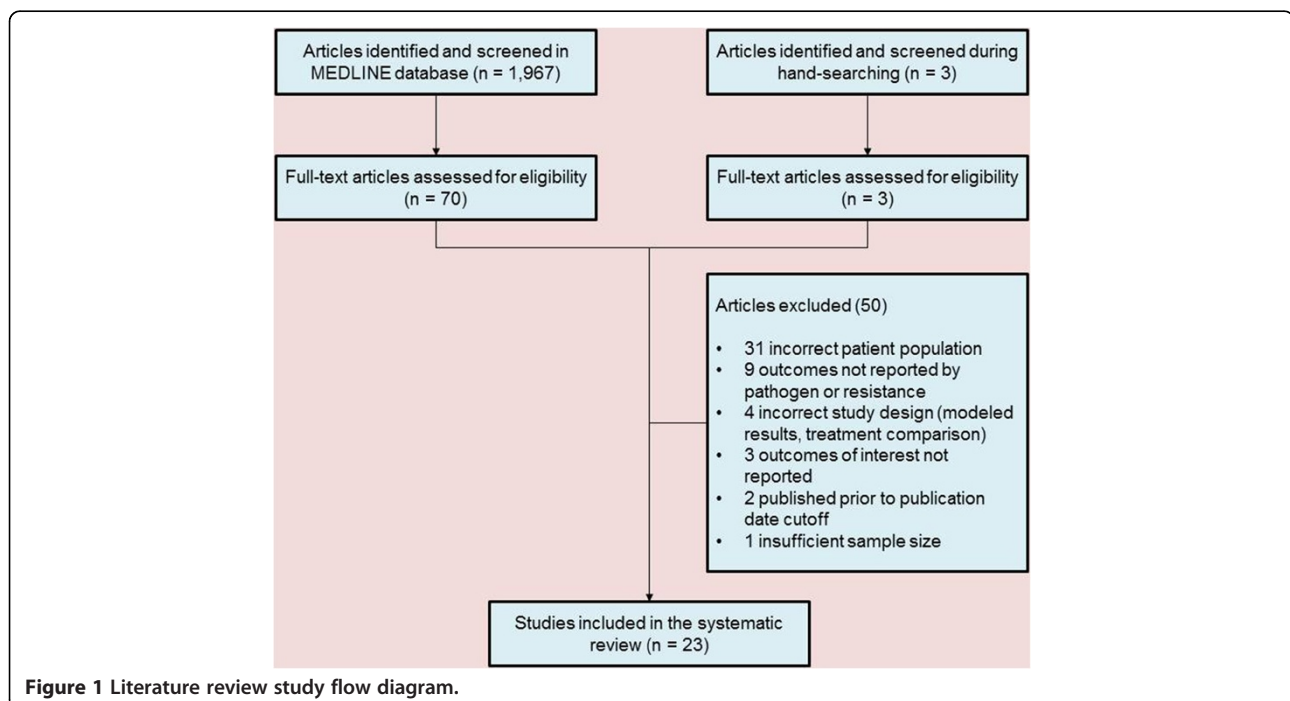 Articles identified and screened in
MEDLINE database (n = 1,967)
Articles identified and screened during
hand-searching (n = 3)
Full-text articles assessed for eligibility
(n = 70)
Full-text articles assessed for eligibility
(n = 3)
Articles excluded (50)
• 31 incorrect patient population
• 9 outcomes not reported by
pathogen or resistance
• 4 incorrect study design (modeled
results, treatment comparison)
• 3 outcomes of interest not
reported
• 2 published prior to publication
date cutoff
• 1 insufficient sample size
Studies included in the systematic
review (n = 23)
Figure 1 Literature review study flow diagram.